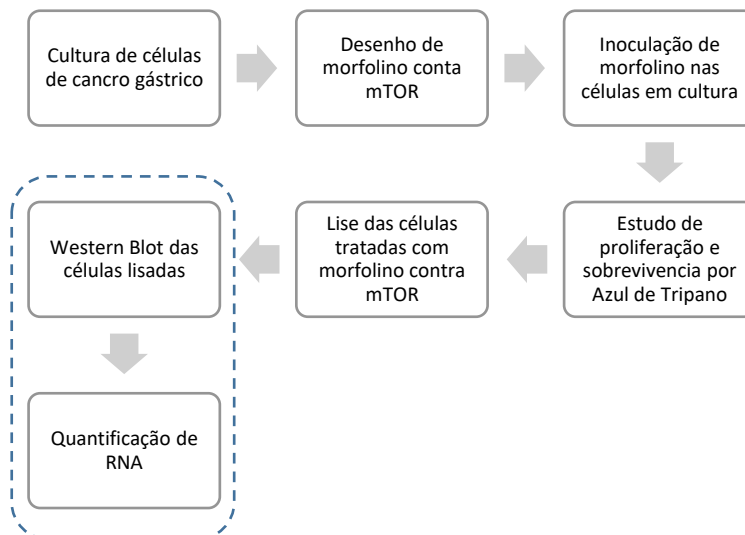 Cultura de células
de cancro gástrico
Desenho de
morfolino conta
mTOR
Inoculação de
morfolino nas
células em cultura
Estudo de
proliferação e
sobrevivencia por
Azul de Tripano
Lise das células
tratadas com
morfolino contra
mTOR
Western Blot das
células lisadas
Quantificação de
RNA